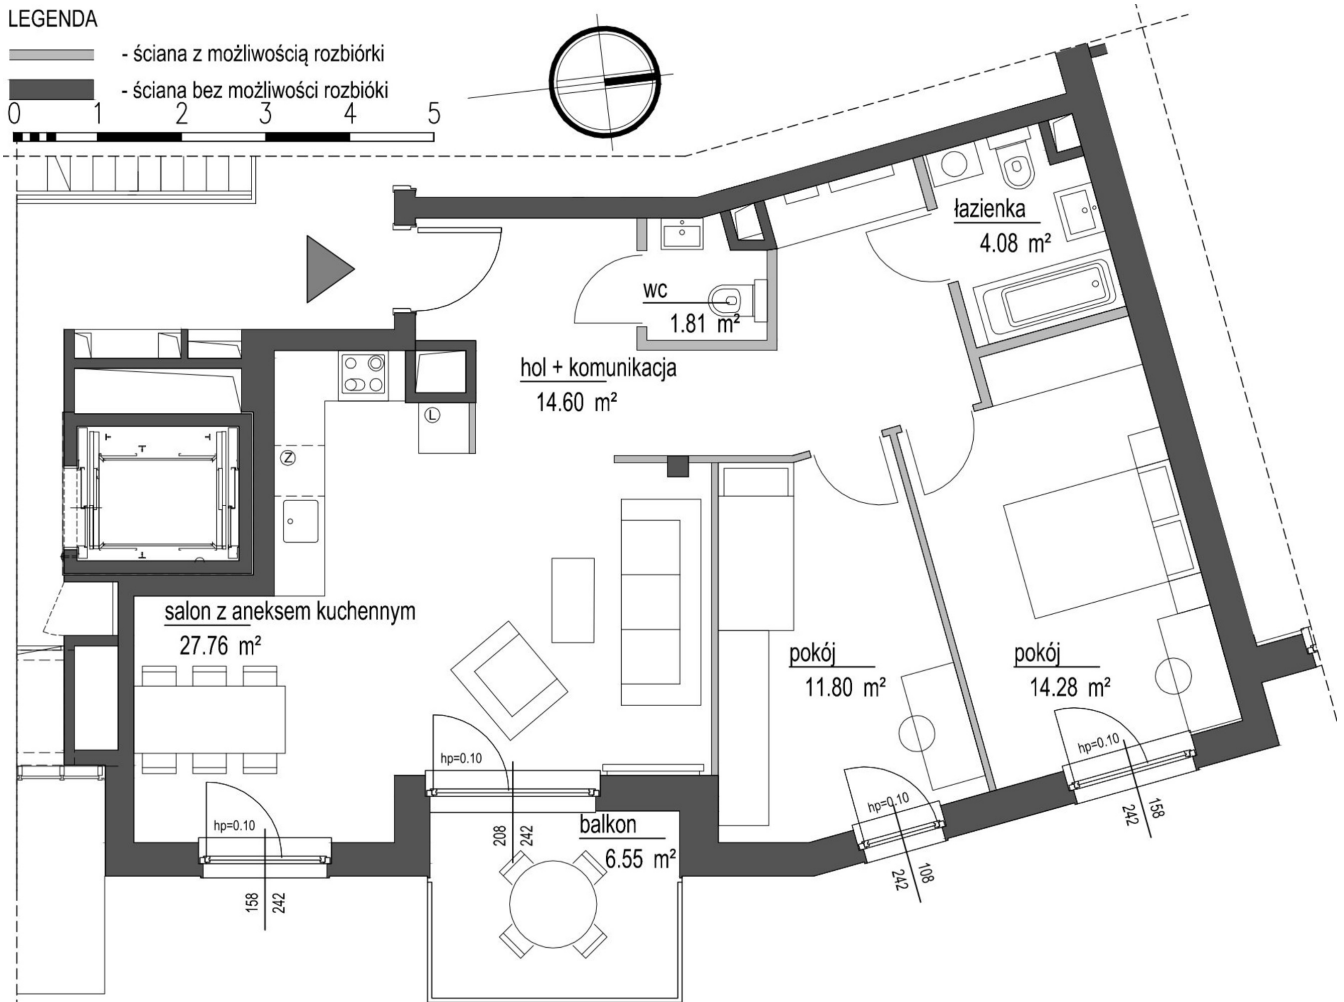 LEGENDA
- ściana z możliwością rozbiórki
- ściana bez możliwości rozbióki
0 1 2 3 4 5
łazienka
4.08 m²
wc
1.81 m²
hol + komunikacja
14.60 m²
L
Z
salon z aneksem kuchennym
27.76 m²
pokój
11.80 m²
pokój
14.28 m²
hp=0.10
hp=0.10
hp=0.10
hp=0.10
208
242
158
242
balkon
6.55 m²
242
108
242
158